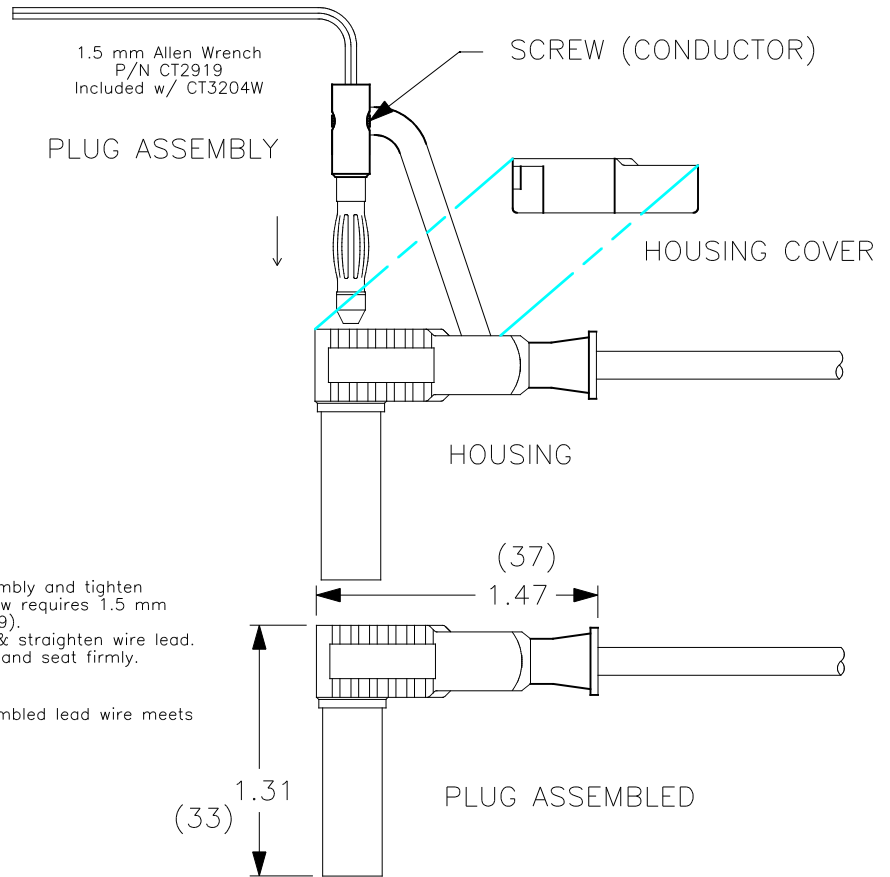 1.5 mm Allen Wrench
P/N CT2919
Included w/ CT3204W
SCREW (CONDUCTOR)
PLUG ASSEMBLY
HOUSING COVER
HOUSING
(37)
1.47
mbly and tighten
w requires 1.5 mm
9).
& straighten wire lead.
and seat firmly.
mbled lead wire meets
1.31
(33)
PLUG ASSEMBLED